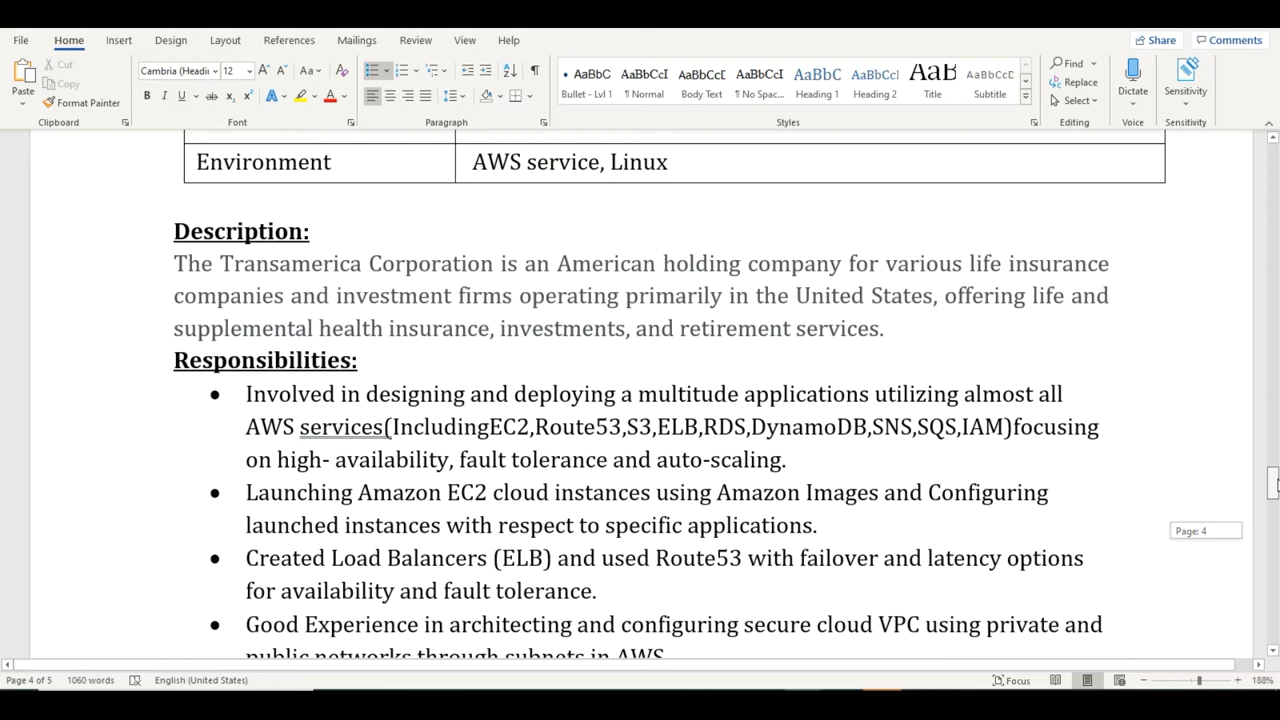 File Home Insert Design Layout References Mailings Review View Help Share Comments
Cut
Copy
Format Painter
Paste
Cambria (Headi 12
AaBbC AaBbCcI AaBbCcD AaBbCcI AaBbC AaBbCcI AaB AaBbCcD
Bullet - Lvl 1 ¶ Normal Body Text ¶ No Spac... Heading 1 Heading 2 Title Subtitle
Find
Replace
Select
Dictate
Sensitivity
Clipboard Font Paragraph Styles Editing Voice Sensitivity
Environment AWS service, Linux
Description:
The Transamerica Corporation is an American holding company for various life insurance
companies and investment firms operating primarily in the United States, offering life and
supplemental health insurance, investments, and retirement services.
Responsibilities:
• Involved in designing and deploying a multitude applications utilizing almost all
AWS services(IncludingEC2,Route53,S3,ELB,RDS,DynamoDB,SNS,SQS,IAM)focusing
on high- availability, fault tolerance and auto-scaling.
• Launching Amazon EC2 cloud instances using Amazon Images and Configuring
launched instances with respect to specific applications.
Page: 4
• Created Load Balancers (ELB) and used Route53 with failover and latency options
for availability and fault tolerance.
• Good Experience in architecting and configuring secure cloud VPC using private and
public networks through subnets in AWS.
Page 4 of 5 1060 words English (United States) Focus 188%